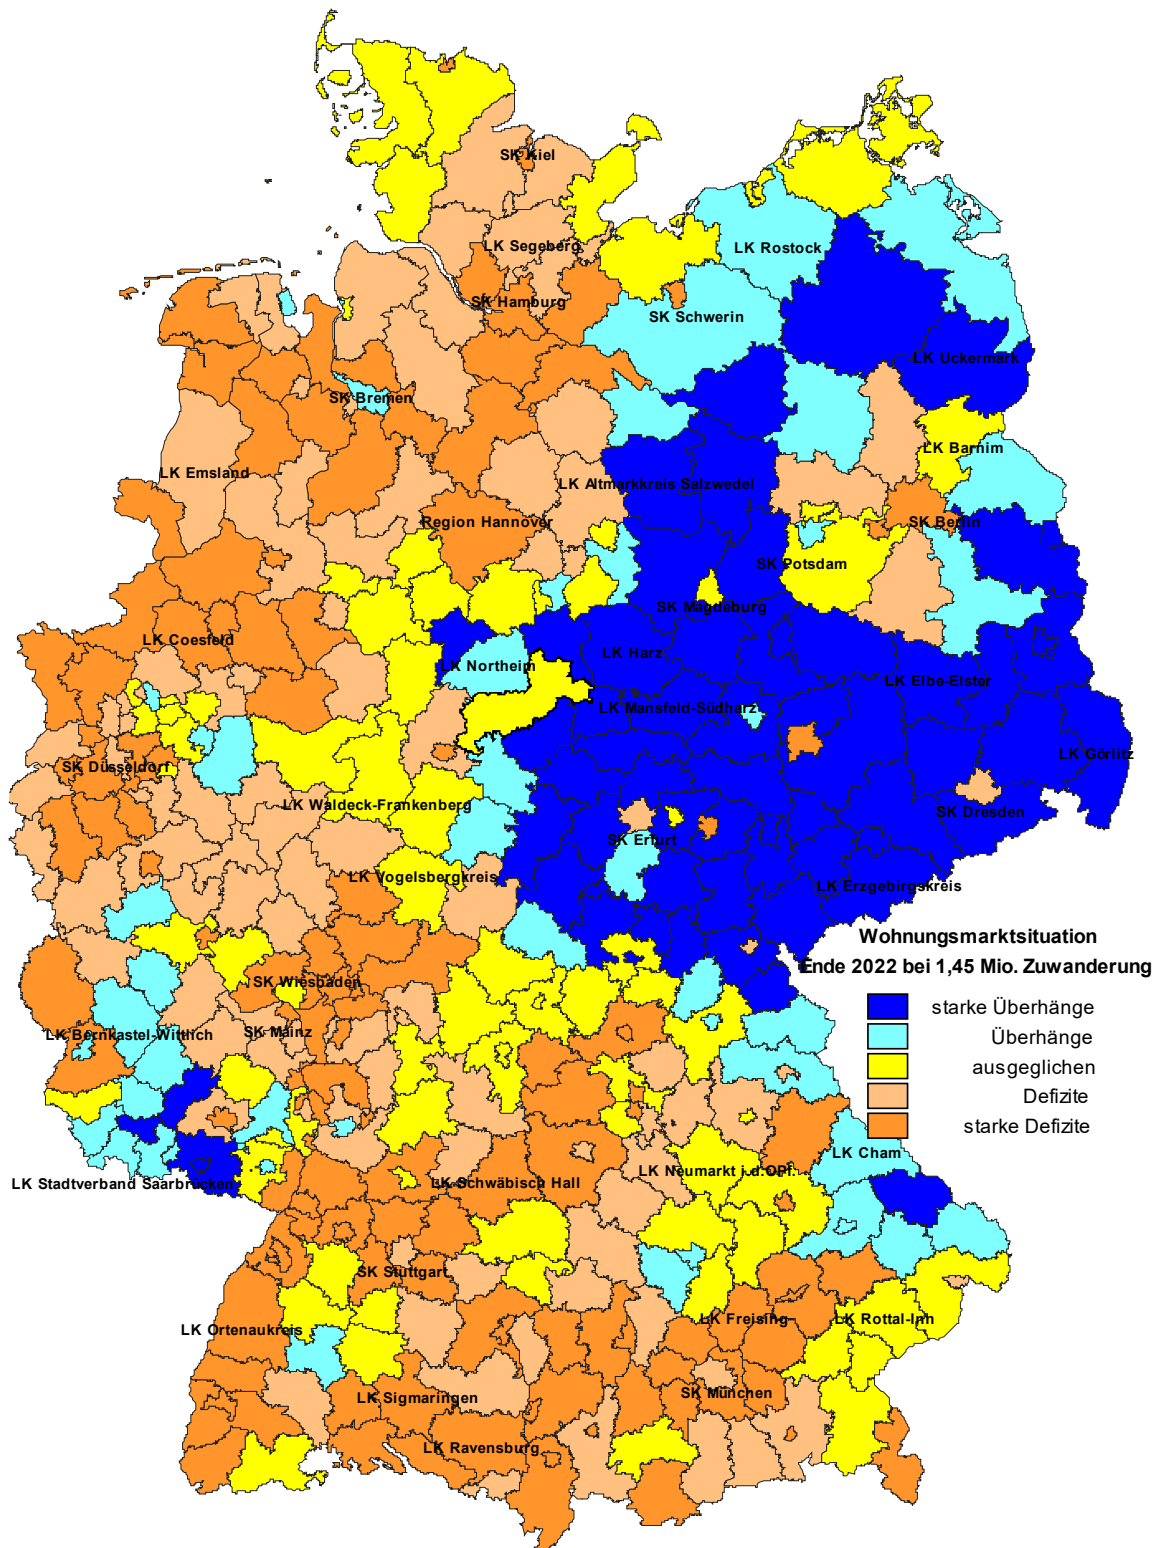 SK Kiel
LK Segeberg
LK Rostock
SK Hamburg
SK Schwerin
LK Uckermark
SK Bremen
LK Barnim
LK Emsland
LK Altmarkkreis Salzwedel
Region Hannover
SK Berlin
SK Potsdam
SK Magdeburg
LK Coesfeld
LK Northeim
LK Harz
LK Elbe-Elster
LK Mansfeld-Südharz
LK Görlitz
SK Düsseldorf
LK Waldeck-Frankenberg
SK Dresden
SK Erfurt
LK Vogelsbergkreis
LK Erzgebirgskreis
Wohnungsmarktsituation
Ende 2022 bei 1,45 Mio. Zuwanderung
SK Wiesbaden
starke Überhänge
LK Bernkastel-Wittlich
SK Mainz
Überhänge
ausgeglichen
Defizite
starke Defizite
LK Cham
LK Neumarkt i.d.OPf.
LK Stadtverband Saarbrücken
LK Schwäbisch Hall
SK Stuttgart
LK Ortenaukreis
LK Freising
LK Rottal-Inn
LK Sigmaringen
SK München
LK Ravensburg